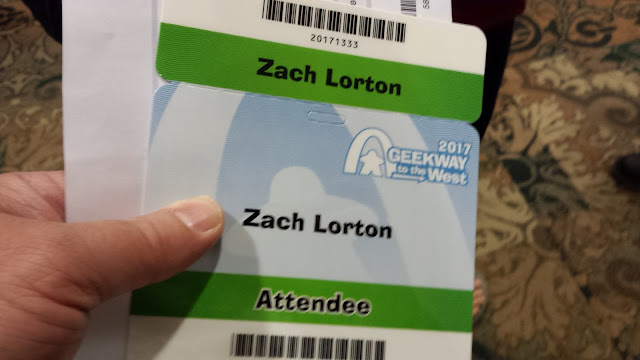 20171333
Zach Lorton
2017
GEEKWAY
to the West
Zach Lorton
Attendee